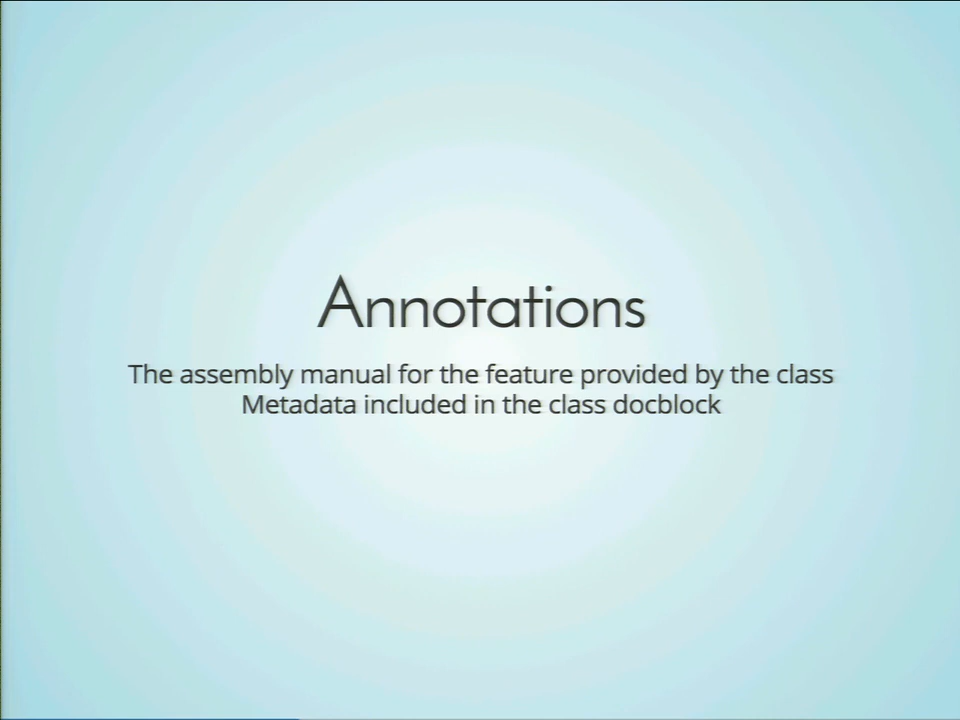 Annotations
The assembly manual for the feature provided by the class
Metadata included in the class docblock